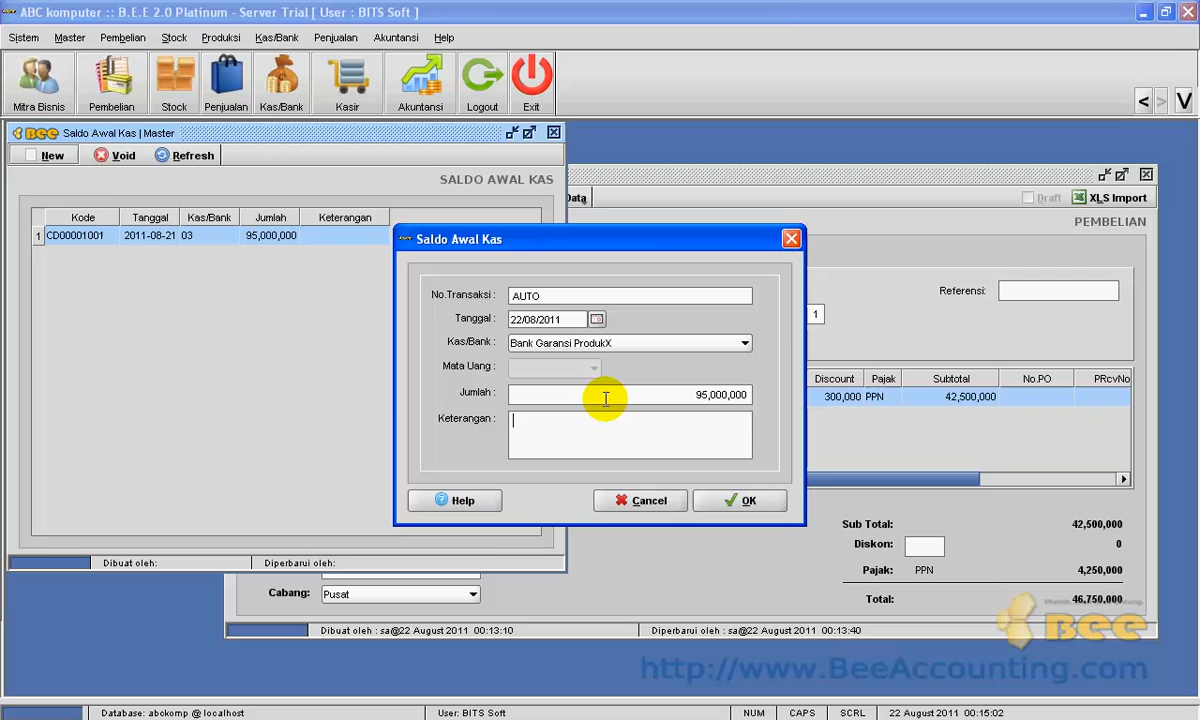 ABC komputer :: B.E.E 2.0 Platinum - Server Trial [ User : BITS Soft ]
Sistem Master Pembelian Stock Produksi Kas/Bank Penjualan Akuntansi Help
Mitra Bisnis Pembelian Stock Penjualan Kas/Bank Kasir Akuntansi Logout Exit
< > V
BEE Saldo Awal Kas | Master
New Void Refresh
Data Draft XLS Import
SALDO AWAL KAS
PEMBELIAN
Kode Tanggal Kas/Bank Jumlah Keterangan
1 CD00001001 2011-08-21 03 95,000,000
Saldo Awal Kas
No.Transaksi : AUTO
Tanggal : 22/08/2011
Kas/Bank : Bank Garansi ProdukX
Mata Uang :
Jumlah : 95,000,000
Keterangan :
Help Cancel OK
Referensi:
1
Discount Pajak Subtotal No.PO PRcvNo
300,000 PPN 42,500,000
Sub Total: 42,500,000
Diskon: 0
Pajak: PPN 4,250,000
Total: 46,750,000
Dibuat oleh: Diperbarui oleh:
Cabang: Pusat
Dibuat oleh : sa@22 August 2011 00:13:10 Diperbarui oleh : sa@22 August 2011 00:13:40
Bee
http://www.BeeAccounting.com
Database: abckomp @ localhost User: BITS Soft NUM CAPS SCRL 22 August 2011 00:15:02